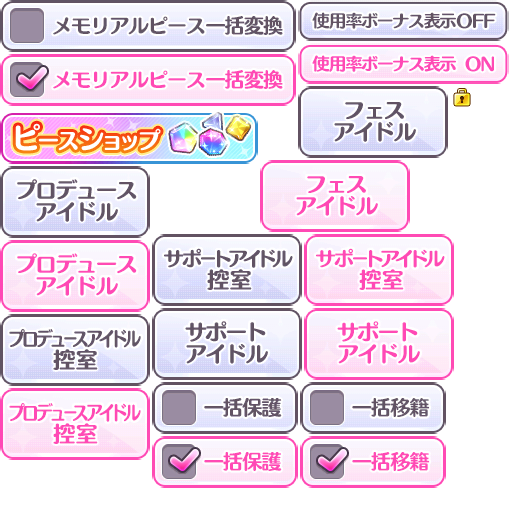 メモリアルピース一括変換
使用率ボーナス表示OFF
メモリアルピース一括変換
使用率ボーナス表示 ON
フェス
アイドル
ピースショップ
プロデュース
アイドル
フェス
アイドル
プロデュース
アイドル
サポートアイドル
控室
サポートアイドル
控室
プロデュースアイドル
控室
サポート
アイドル
サポート
アイドル
プロデュースアイドル
控室
一括保護
一括移籍
一括保護
一括移籍